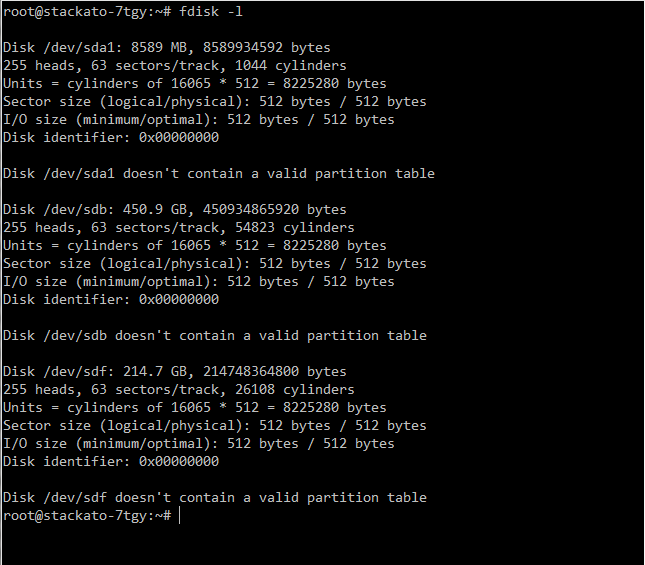 root@stackato-7tgy:~# fdisk -l
Disk /dev/sda1: 8589 MB, 8589934592 bytes
255 heads, 63 sectors/track, 1044 cylinders
Units = cylinders of 16065 * 512 = 8225280 bytes
Sector size (logical/physical): 512 bytes / 512 bytes
I/O size (minimum/optimal): 512 bytes / 512 bytes
Disk identifier: 0x00000000
Disk /dev/sda1 doesn't contain a valid partition table
Disk /dev/sdb: 450.9 GB, 450934865920 bytes
255 heads, 63 sectors/track, 54823 cylinders
Units = cylinders of 16065 * 512 = 8225280 bytes
Sector size (logical/physical): 512 bytes / 512 bytes
I/O size (minimum/optimal): 512 bytes / 512 bytes
Disk identifier: 0x00000000
Disk /dev/sdb doesn't contain a valid partition table
Disk /dev/sdf: 214.7 GB, 214748364800 bytes
255 heads, 63 sectors/track, 26108 cylinders
Units = cylinders of 16065 * 512 = 8225280 bytes
Sector size (logical/physical): 512 bytes / 512 bytes
I/O size (minimum/optimal): 512 bytes / 512 bytes
Disk identifier: 0x00000000
Disk /dev/sdf doesn't contain a valid partition table
root@stackato-7tgy:~#